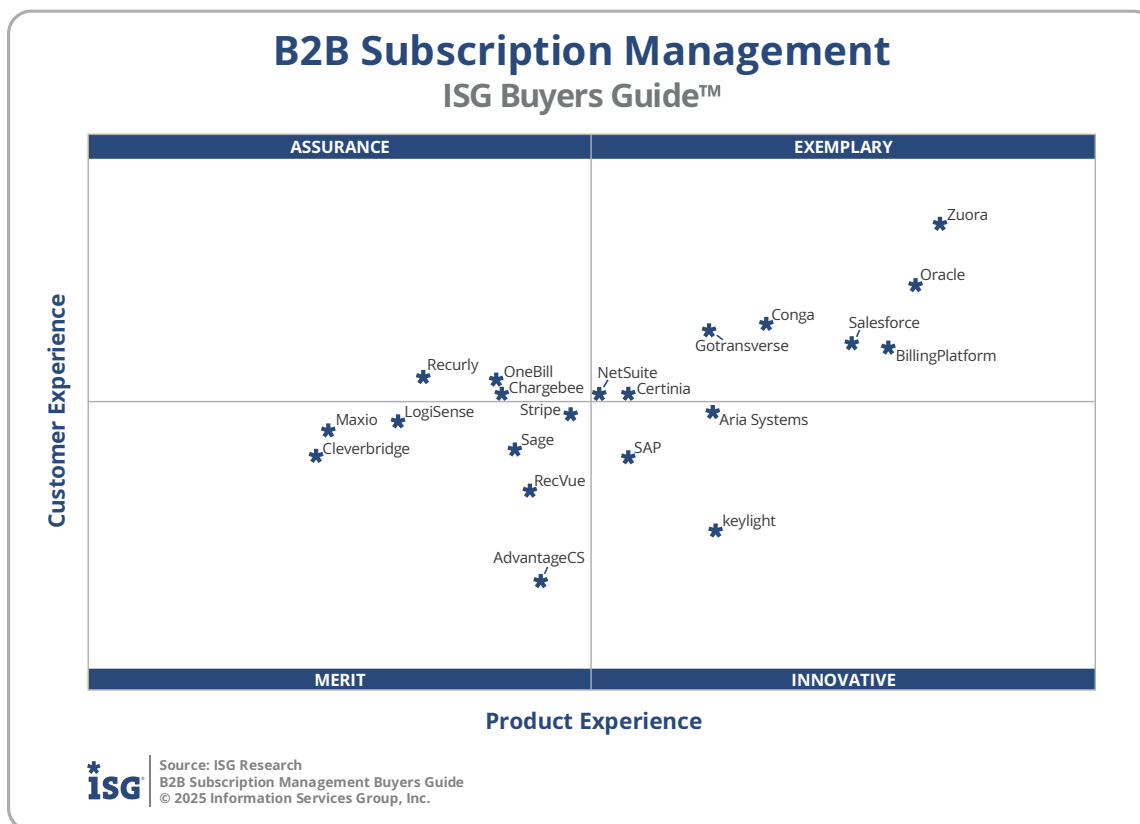 B2B Subscription Management
ISG Buyers Guide™
ASSURANCE
EXEMPLARY
Zuora
Oracle
Conga
Salesforce
Gotransverse
BillingPlatform
Recurly
OneBill
NetSuite
Chargebee
Certinia
Stripe
LogiSense
Maxio
Aria Systems
Cleverbridge
Sage
SAP
RecVue
keylight
AdvantageCS
Customer Experience
MERIT
INNOVATIVE
Product Experience
isg
Source: ISG Research
B2B Subscription Management Buyers Guide
© 2025 Information Services Group, Inc.